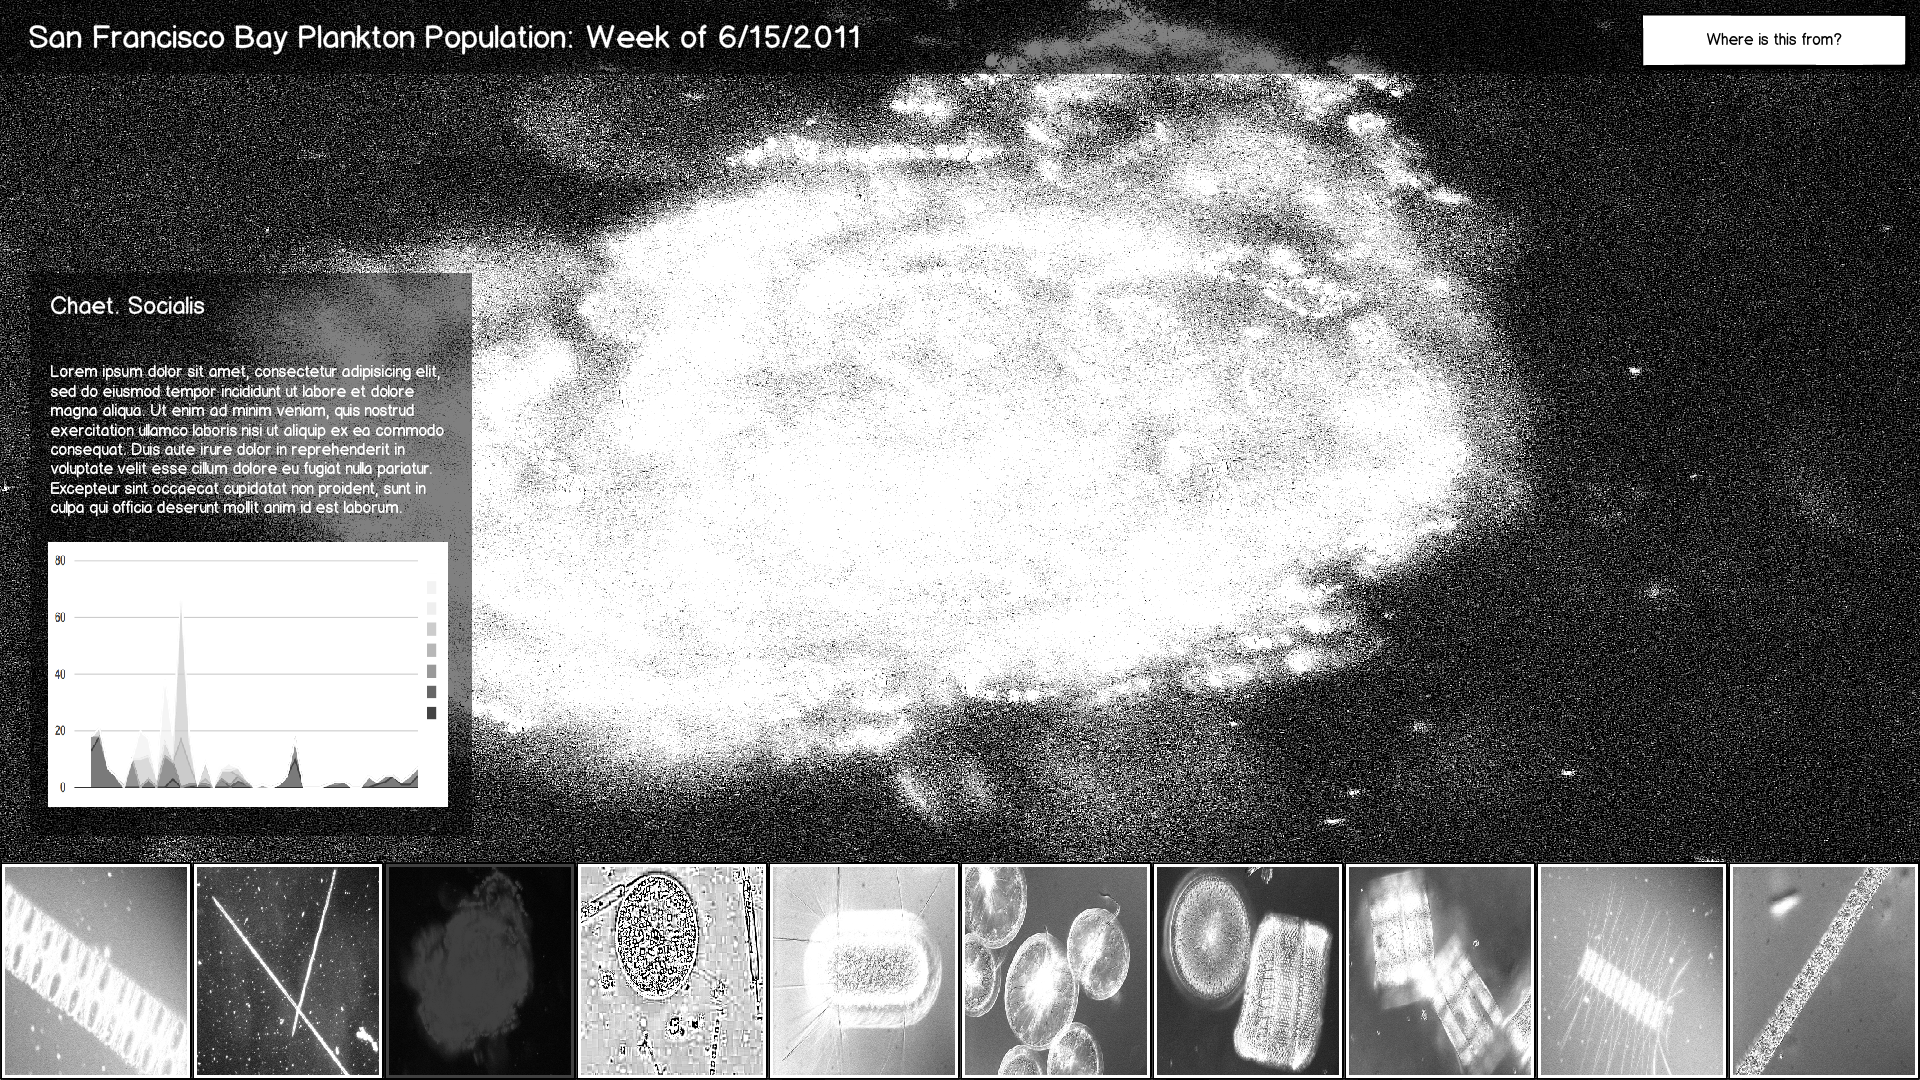 San Francisco Bay Plankton Population: Week of 6/15/2011
Where is this from?
Chaet. Socialis
Lorem ipsum dolor sit amet, consectetur adipisicing elit,
sed do eiusmod tempor incididunt ut labore et dolore
magna aliqua. Ut enim ad minim veniam, quis nostrud
exercitation ullamco laboris nisi ut aliquip ex ea commodo
consequat. Duis aute irure dolor in reprehenderit in
voluptate velit esse cillum dolore eu fugiat nulla pariatur.
Excepteur sint occaecat cupidatat non proident, sunt in
culpa qui officia deserunt mollit anim id est laborum.
80
60
40
20
0